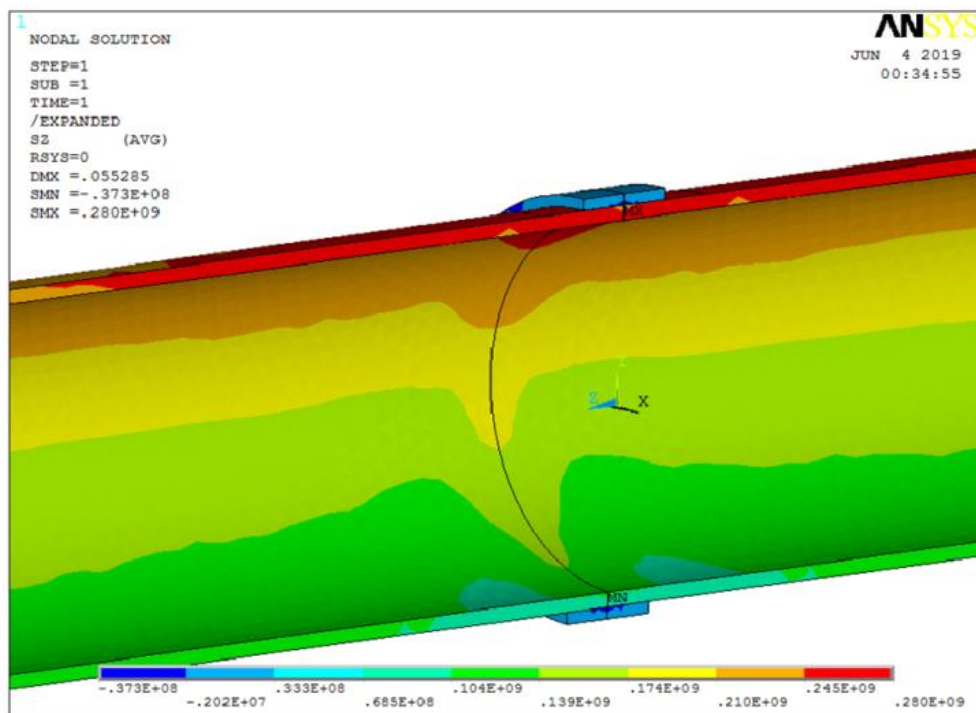 1
NODAL SOLUTION
STEP=1
SUB =1
TIME=1
/EXPANDED
SZ (AVG)
RSYS=0
DMX =.055285
SMN =-.373E+08
SMX =.280E+09
ANSYS
JUN 4 2019
00:34:55
MX
Y
Z X
MN
-.373E+08 .333E+08 .104E+09 .174E+09 .245E+09
-.202E+07 .685E+08 .139E+09 .210E+09 .280E+09